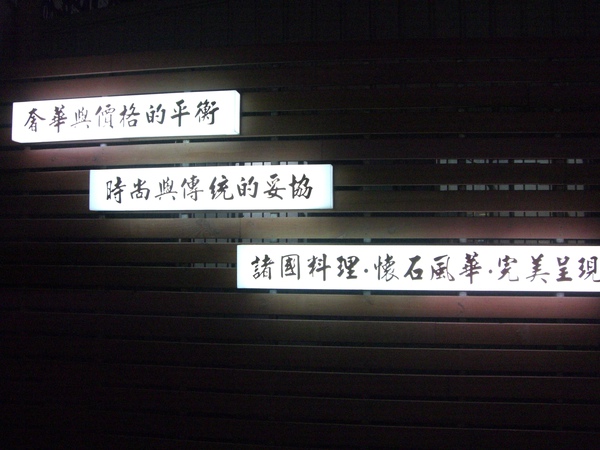 奢華與價格的平衡
時尚與傳統的妥協
諸國料理·懷石風華·完美呈現